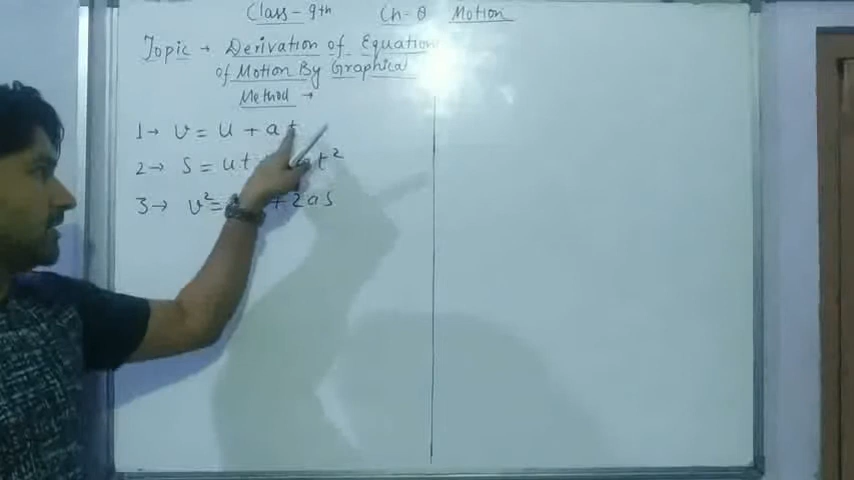 Class - 9th Ch - 8 Motion
Topic → Derivation of Equation
of Motion By Graphical
Method →
1→ v = u + at
2→ s = ut t²
3→ v² = + 2as